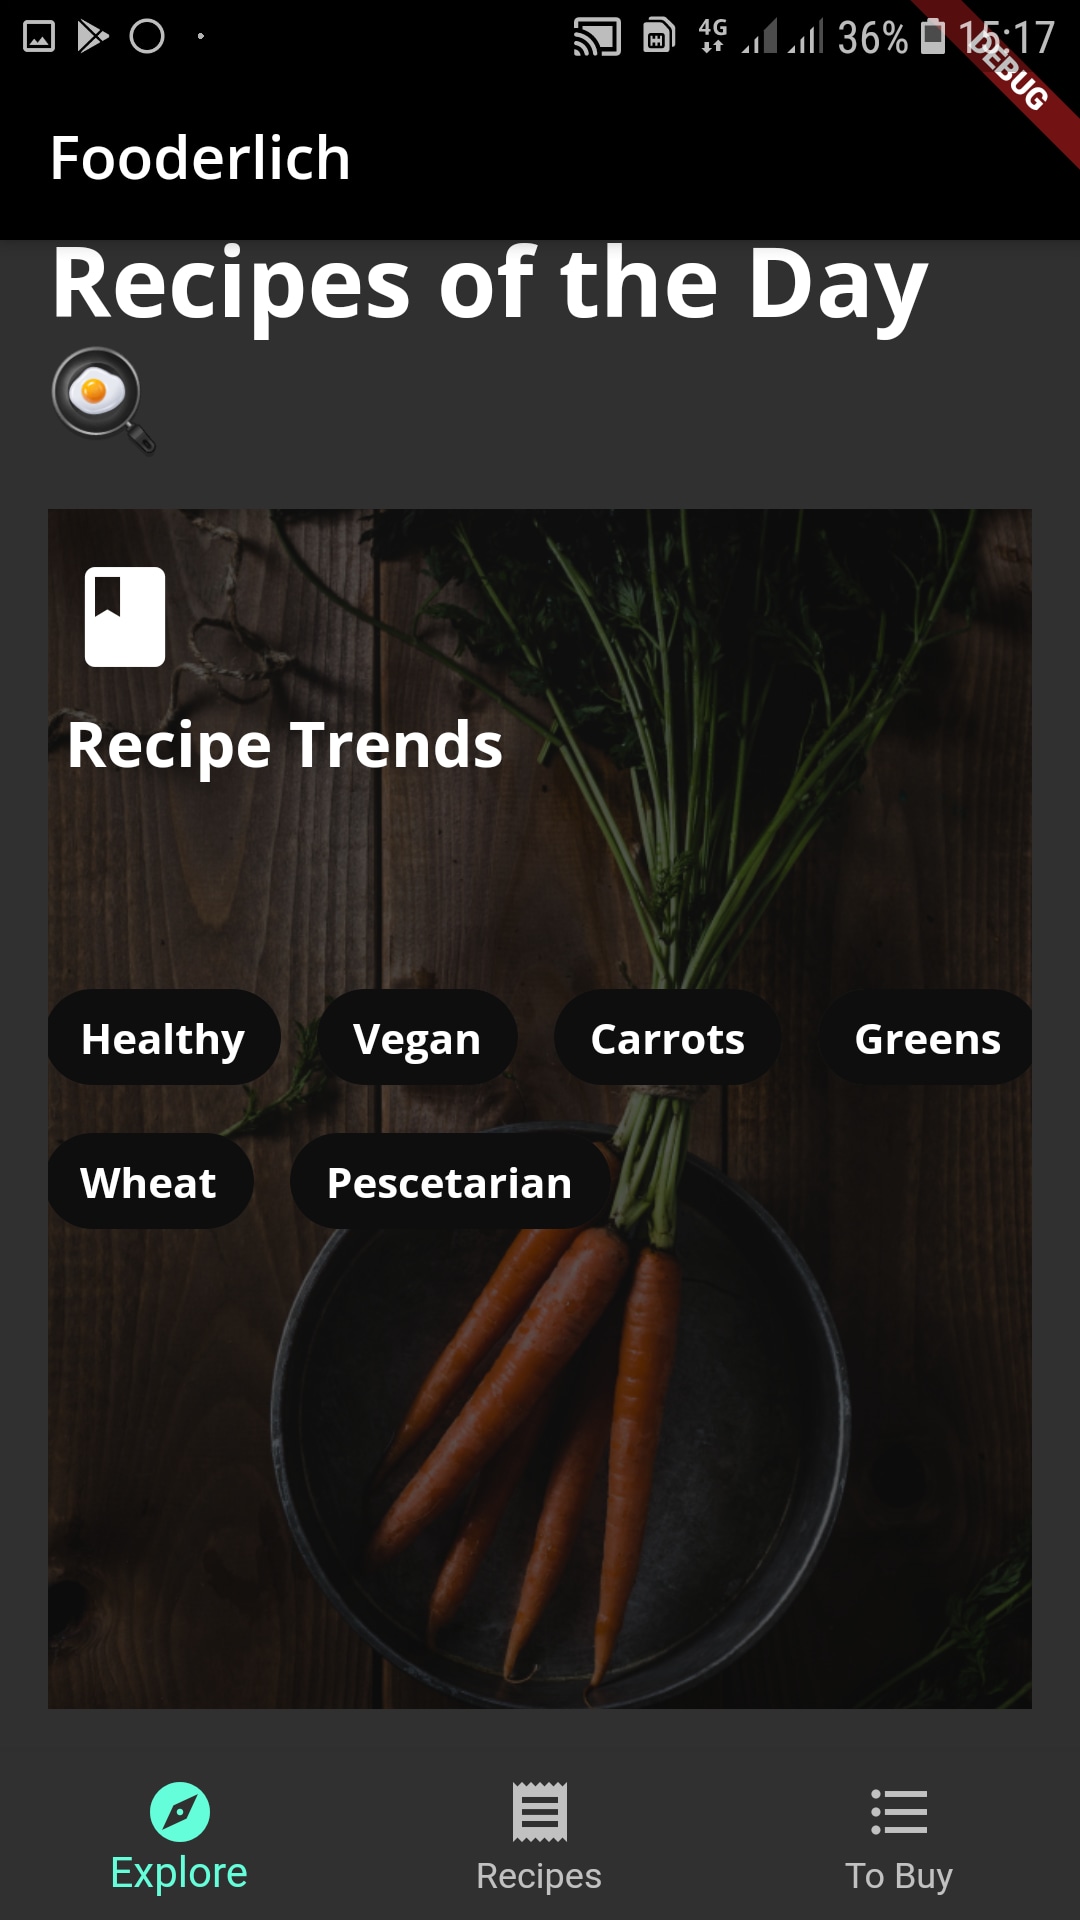 4G 36% 15:17
DEBUG
Fooderlich
Recipes of the Day
🍳
Recipe Trends
Healthy Vegan Carrots Greens
Wheat Pescetarian
Explore Recipes To Buy